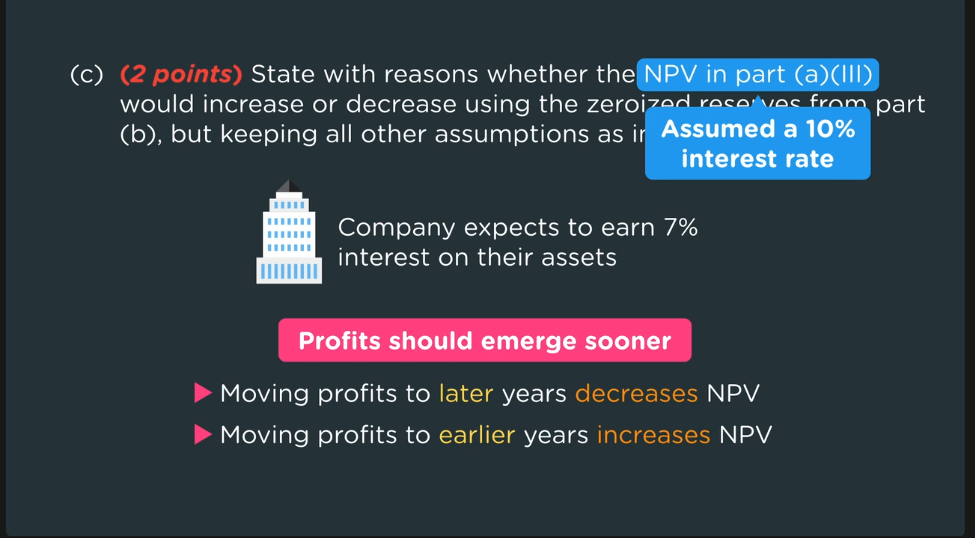 (c) (2 points) State with reasons whether the NPV in part (a)(III)
would increase or decrease using the zeroized reserves from part
(b), but keeping all other assumptions as
Assumed a 10%
interest rate
Company expects to earn 7%
interest on their assets
Profits should emerge sooner
Moving profits to later years decreases NPV
Moving profits to earlier years increases NPV